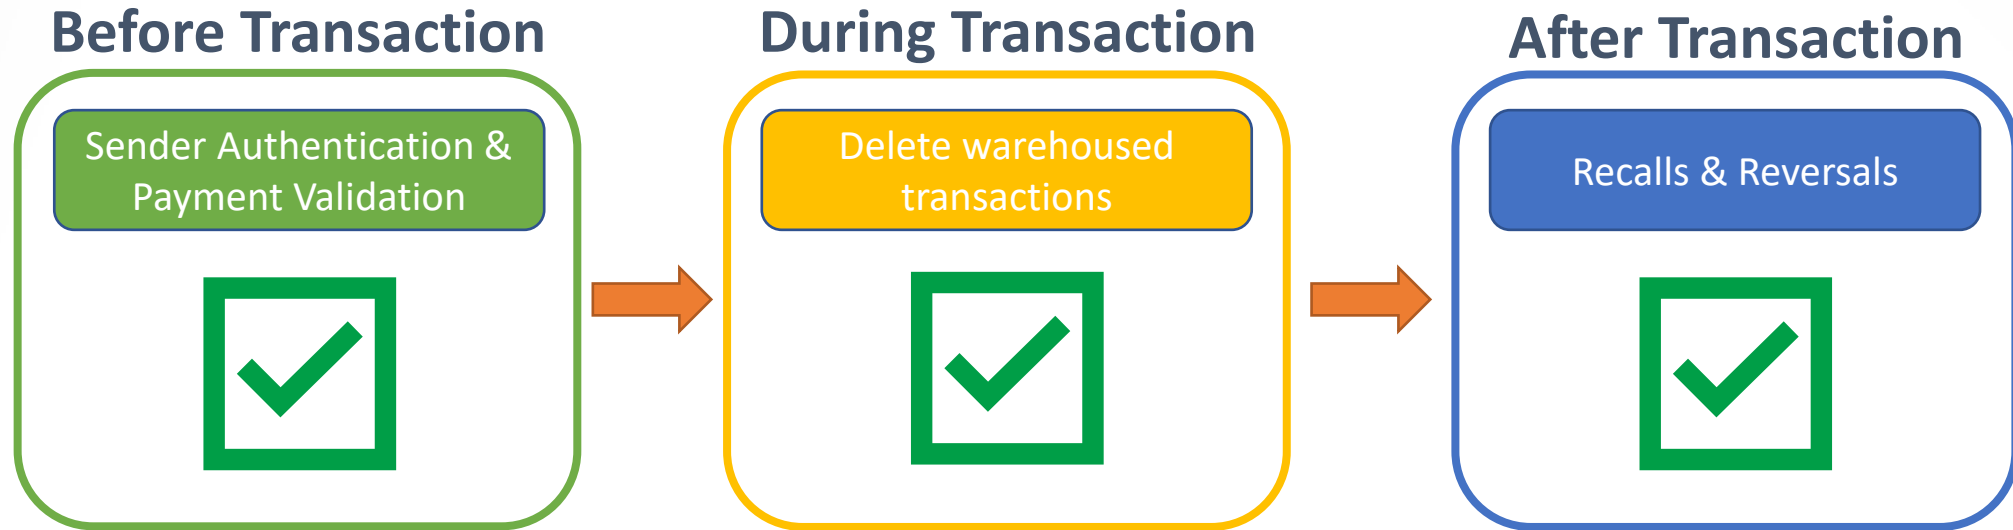 Before Transaction
During Transaction
After Transaction
Sender Authentication &
Payment Validation
Delete warehoused
transactions
Recalls & Reversals